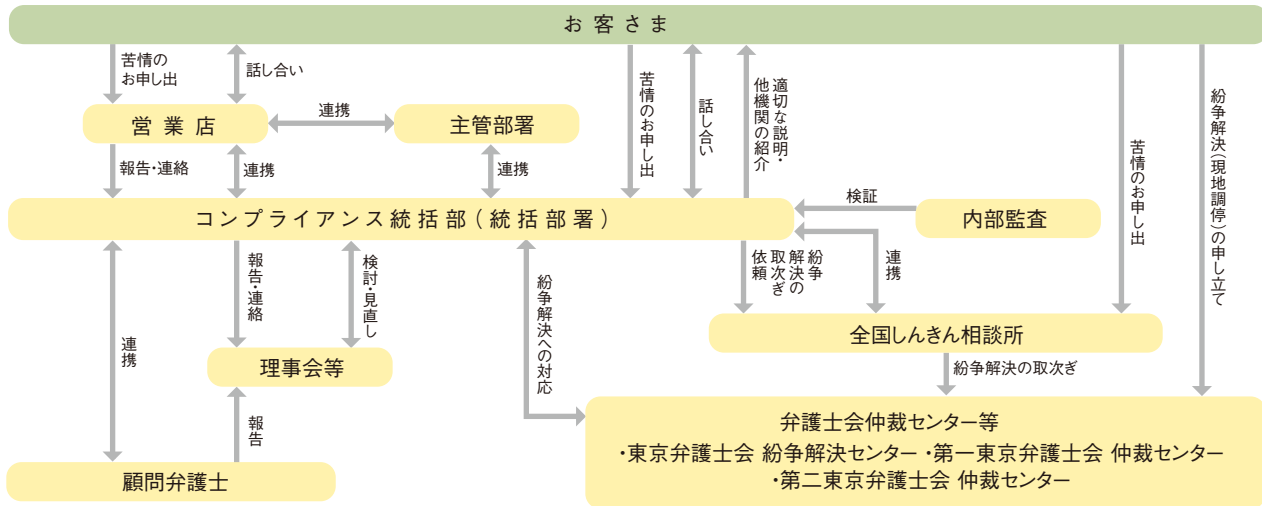 お客さま
苦情の
お申し出
話し合い
営業店
連携
主管部署
報告・連絡
連携
連携
苦情のお申し出
話し合い
適切な説明・
他機関の紹介
苦情のお申し出
紛争解決(現地調停)の申し立て
コンプライアンス統括部(統括部署)
検証
内部監査
連携
報告・連絡
検討・見直し
紛争解決への対応
紛争
解決の
取次ぎ
依頼
連携
全国しんきん相談所
理事会等
紛争解決の取次ぎ
報告
顧問弁護士
弁護士会仲裁センター等
・東京弁護士会 紛争解決センター ・第一東京弁護士会 仲裁センター
・第二東京弁護士会 仲裁センター